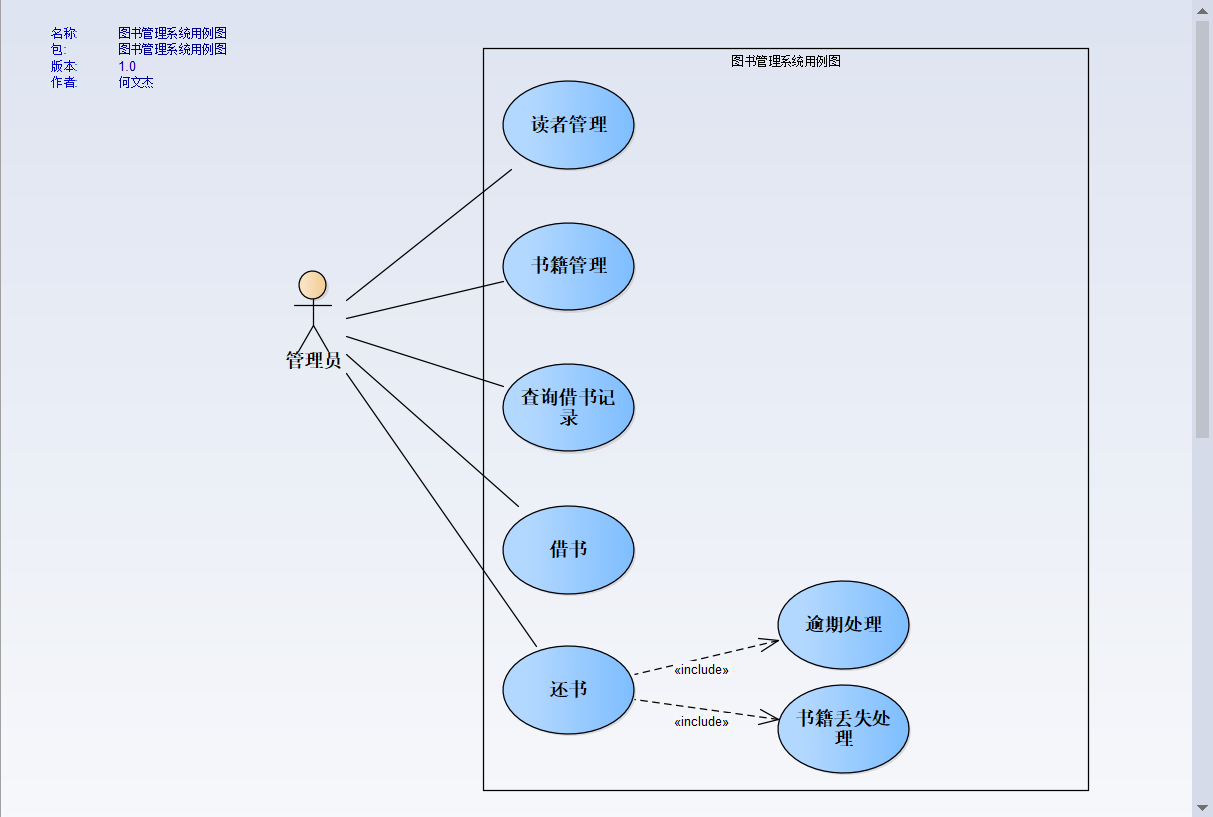 名称: 图书管理系统用例图
包: 图书管理系统用例图
版本: 1.0
作者: 何文杰
图书管理系统用例图
读者管理
书籍管理
管理员
查询借书记
录
借书
还书
逾期处理
«include»
«include»
书籍丢失处
理